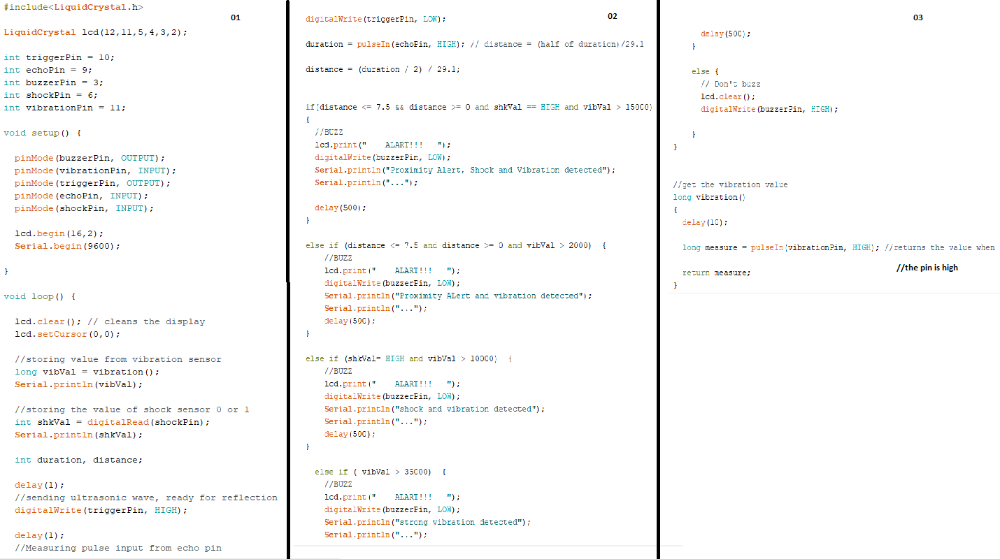 01
#include<LiquidCrystal.h>
LiquidCrystal lcd(12,11,5,4,3,2);
int triggerPin = 10;
int echoPin = 9;
int buzzerPin = 3;
int shockPin = 6;
int vibrationPin = 11;
void setup() {
pinMode(buzzerPin, OUTPUT);
pinMode(vibrationPin, INPUT);
pinMode(triggerPin, OUTPUT);
pinMode(echoPin, INPUT);
pinMode(shockPin, INPUT);
lcd.begin(16,2);
Serial.begin(9600);
}
void loop() {
lcd.clear(); // cleans the display
lcd.setCursor(0,0);
//storing value from vibration sensor
long vibVal = vibration();
Serial.println(vibVal);
//storing the value of shock sensor 0 or 1
int shkVal = digitalRead(shockPin);
Serial.println(shkVal);
int duration, distance;
delay(1);
//sending ultrasonic wave, ready for reflection
digitalWrite(triggerPin, HIGH);
delay(1);
//Measuring pulse input from echo pin
02
digitalWrite(triggerPin, LOW);
duration = pulseIn(echoPin, HIGH); // distance = (half of duration)/29.1
distance = (duration / 2) / 29.1;
if(distance <= 7.5 && distance >= 0 and shkVal == HIGH and vibVal > 15000)
{
//BUZZ
lcd.print("    ALART!!!   ");
digitalWrite(buzzerPin, LOW);
Serial.println("Proximity Alert, Shock and Vibration detected");
Serial.println("...");
delay(500);
}
else if (distance <= 7.5 and distance >= 0 and vibVal > 2000)  {
//BUZZ
lcd.print("    ALART!!!   ");
digitalWrite(buzzerPin, LOW);
Serial.println("Proximity ALert and vibration detected");
Serial.println("...");
delay(500);
}
else if (shkVal= HIGH and vibVal > 10000)  {
//BUZZ
lcd.print("    ALART!!!   ");
digitalWrite(buzzerPin, LOW);
Serial.println("shock and vibration detected");
Serial.println("...");
delay(500);
}
else if ( vibVal > 35000)  {
//BUZZ
lcd.print("    ALART!!!   ");
digitalWrite(buzzerPin, LOW);
Serial.println("strong vibration detected");
Serial.println("...");
03
delay(500);
}
else {
// Don't buzz
lcd.clear();
digitalWrite(buzzerPin, HIGH);
}
}
//get the vibration value
long vibration()
{
delay(10);
long measure = pulseIn(vibrationPin, HIGH); //returns the value when
//the pin is high
return measure;
}